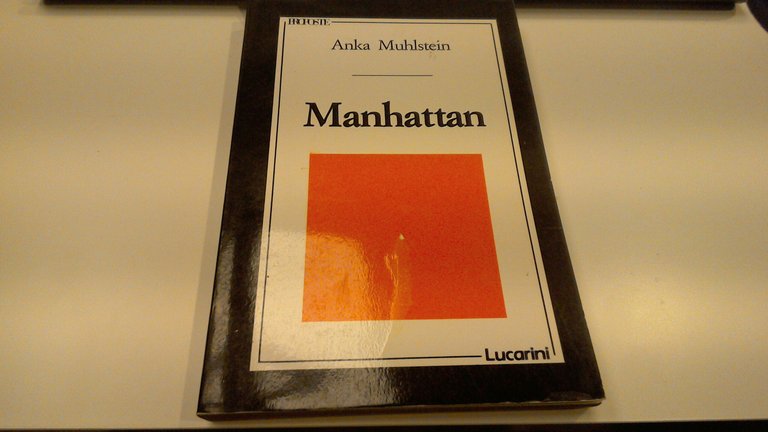 PROPOSTE
Anka Muhlstein
Manhattan
Lucarini